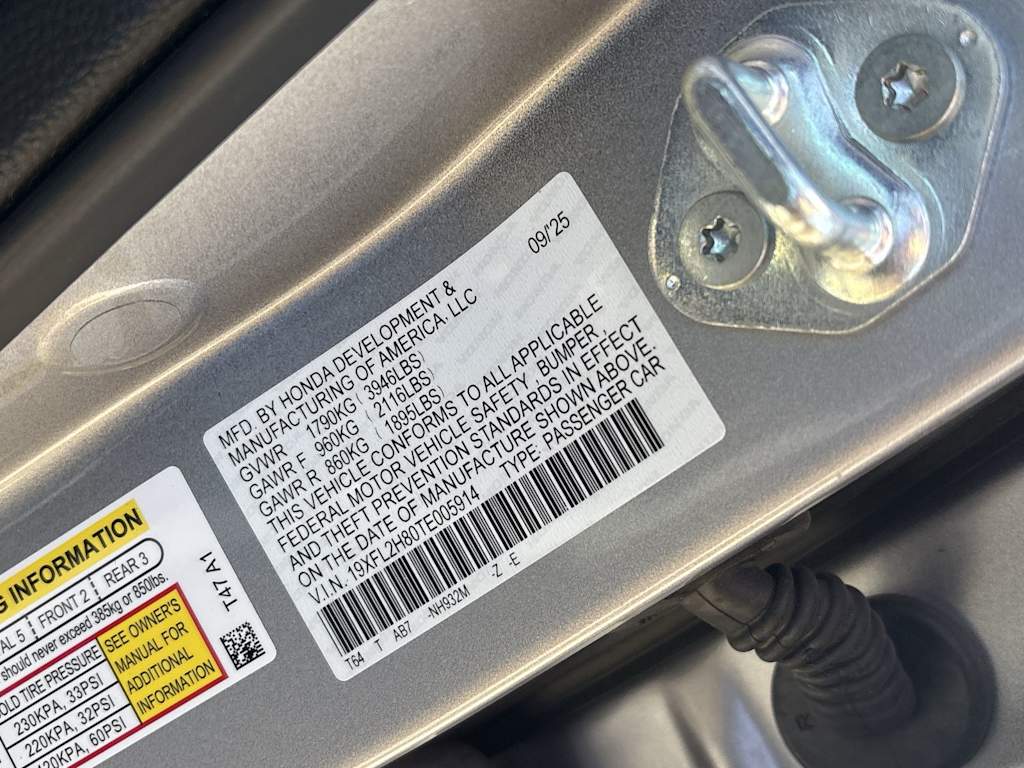 MFD. BY HONDA DEVELOPMENT & 09/'25
MANUFACTURING OF AMERICA, LLC
GVWR 1790KG ( 3946LBS)
GAWR F 960KG ( 2116LBS)
GAWR R 860KG ( 1895LBS)
THIS VEHICLE CONFORMS TO ALL APPLICABLE
FEDERAL MOTOR VEHICLE SAFETY , BUMPER ,
AND THEFT PREVENTION STANDARDS IN EFFECT
ON THE DATE OF MANUFACTURE SHOWN ABOVE.
V.I.N. 19XFL2H80TE005914 TYPE : PASSENGER CAR
T64 T AB7 -NH932M -Z -E
G INFORMATION
AL 5 FRONT 2 REAR 3
should never exceed 385kg or 850lbs.
OLD TIRE PRESSURE
230KPA, 33PSI
220KPA, 32PSI
420KPA, 60PSI
SEE OWNER'S
MANUAL FOR
ADDITIONAL
INFORMATION
T47 A1